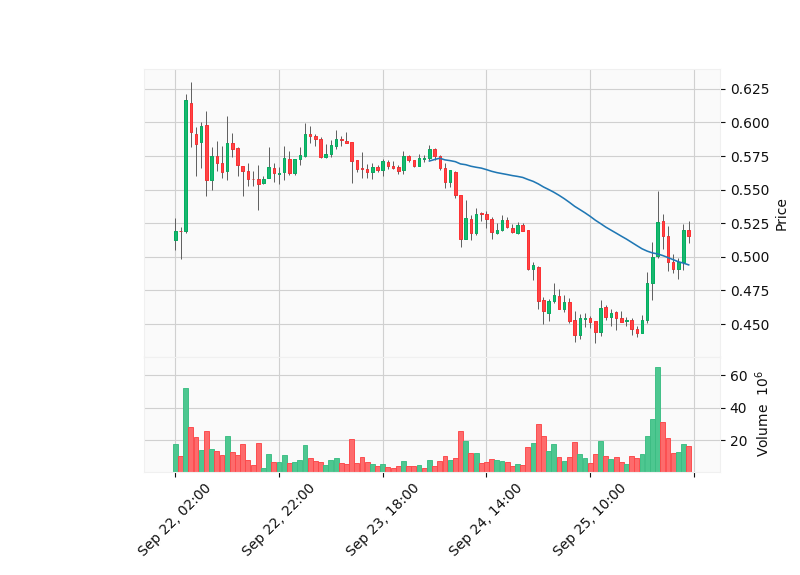 0.625
0.600
0.575
0.550
0.525
0.500
0.475
0.450
Price
60
40
20
Volume 10^6
Sep 22, 02:00
Sep 22, 22:00
Sep 23, 18:00
Sep 24, 14:00
Sep 25, 10:00